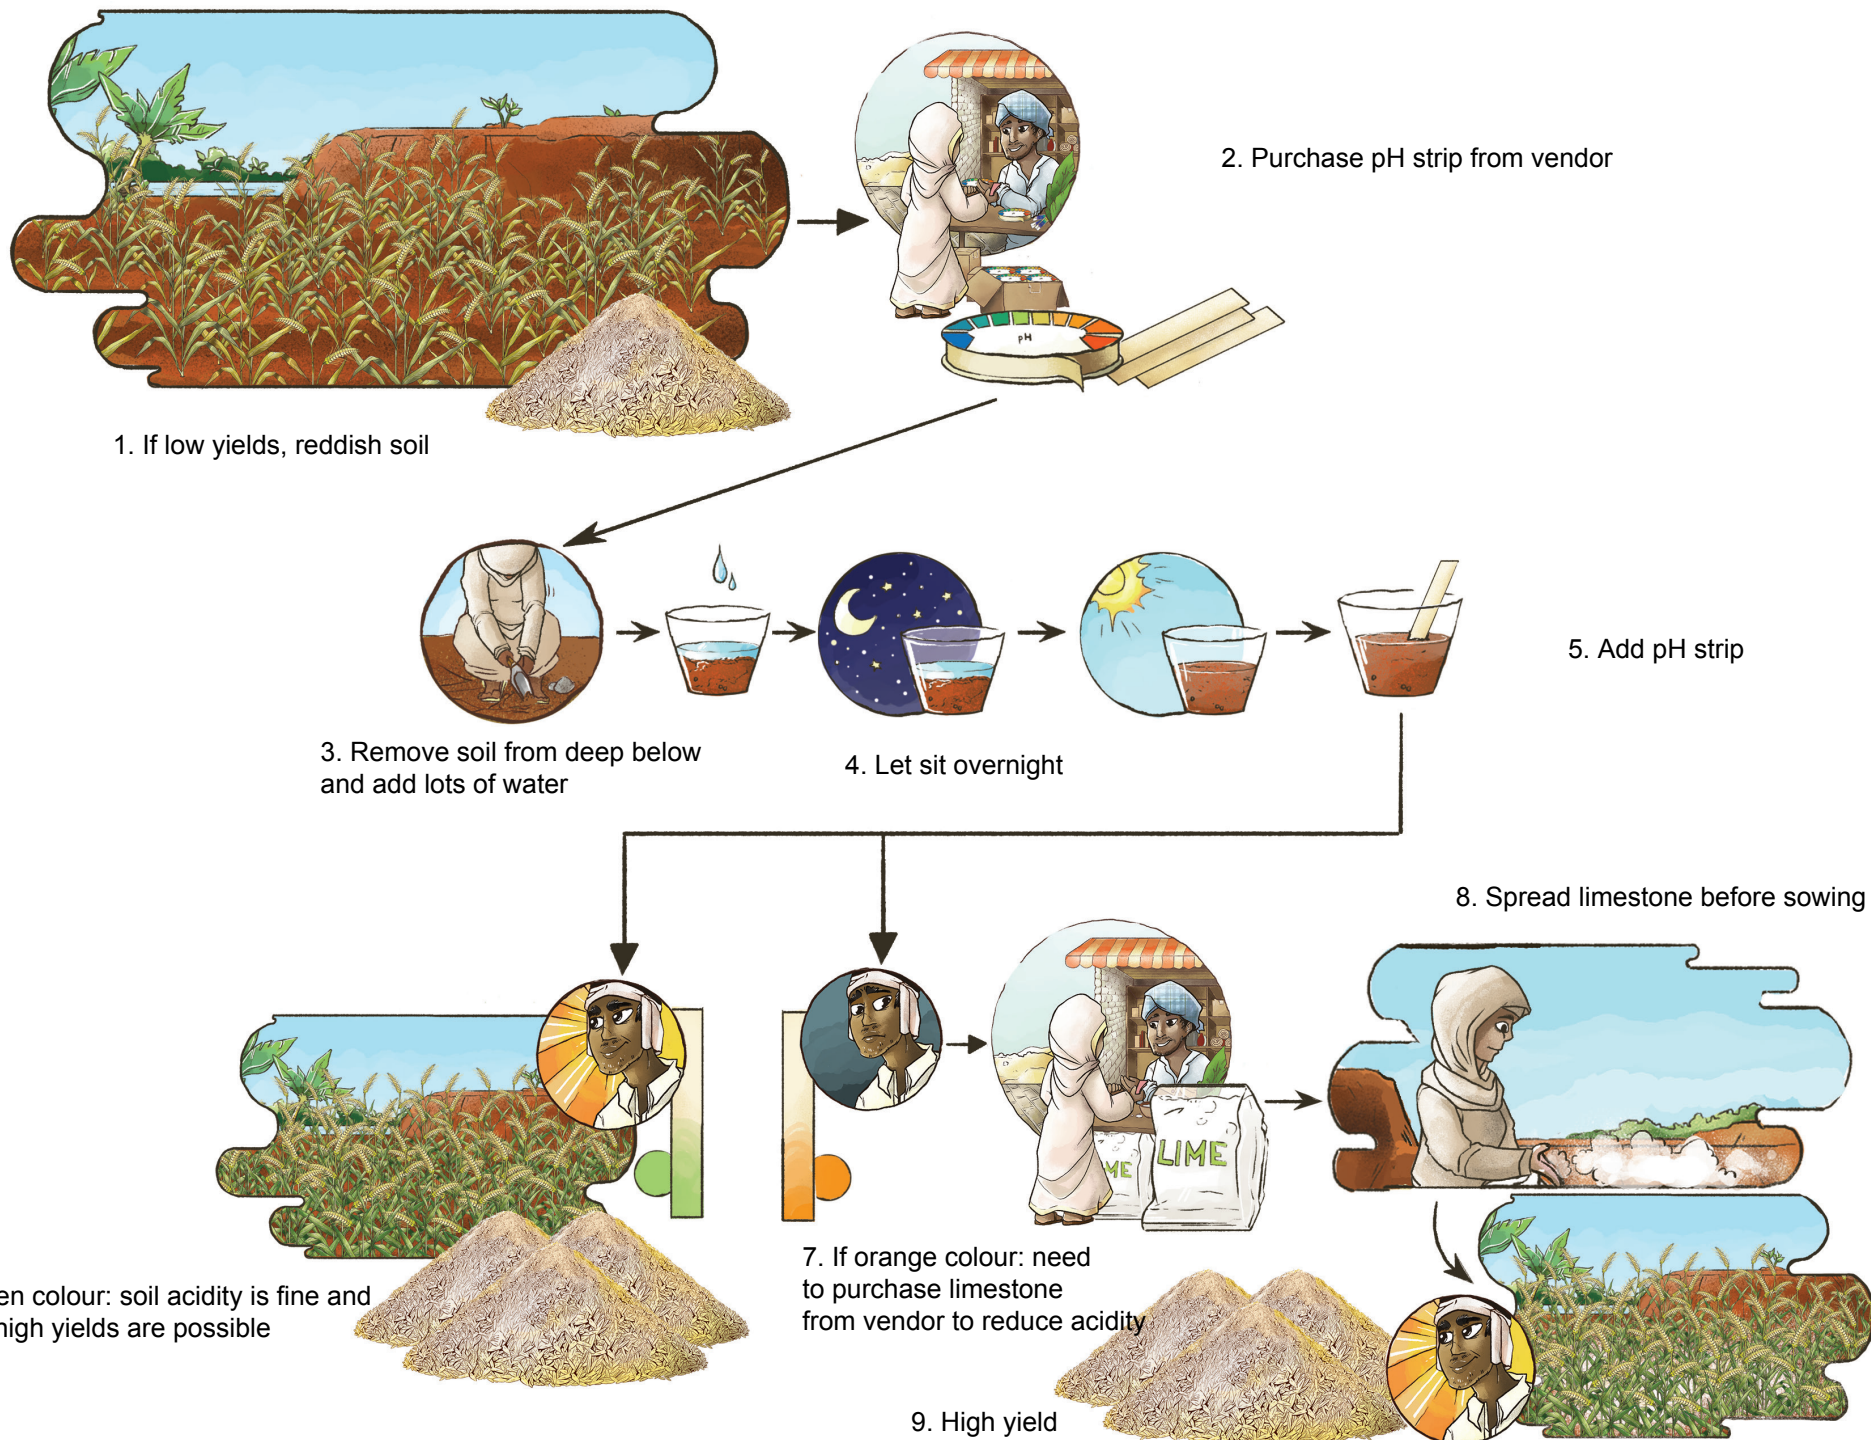 1. If low yields, reddish soil
2. Purchase pH strip from vendor
pH
3. Remove soil from deep below
and add lots of water
4. Let sit overnight
5. Add pH strip
en colour: soil acidity is fine and
high yields are possible
7. If orange colour: need
to purchase limestone
from vendor to reduce acidity
ME
LIME
8. Spread limestone before sowing
9. High yield